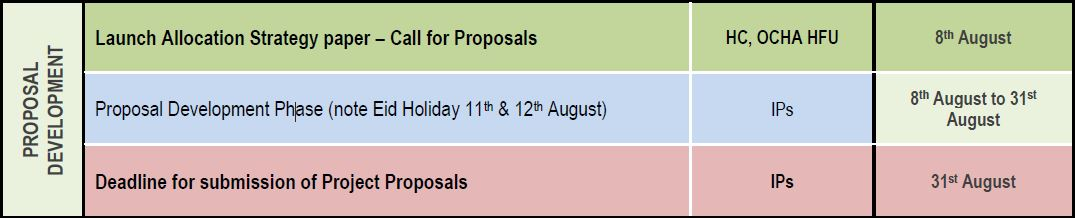 PROPOSAL
DEVELOPMENT
Launch Allocation Strategy paper – Call for Proposals
HC, OCHA HFU
8th August
Proposal Development Phase (note Eid Holiday 11th & 12th August)
IPs
8th August to 31st
August
Deadline for submission of Project Proposals
IPs
31st August